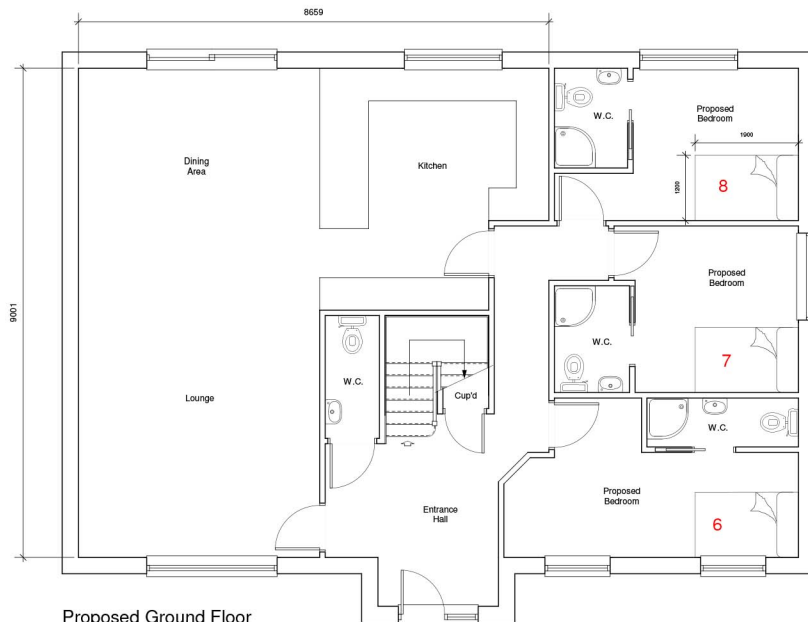 8659
W.C.
Proposed
Bedroom
1900
Dining
Area
Kitchen
1200
8
Proposed
Bedroom
9001
W.C.
7
W.C.
Cup'd
Lounge
W.C.
Proposed
Bedroom
Entrance
Hall
6
Proposed Ground Floor